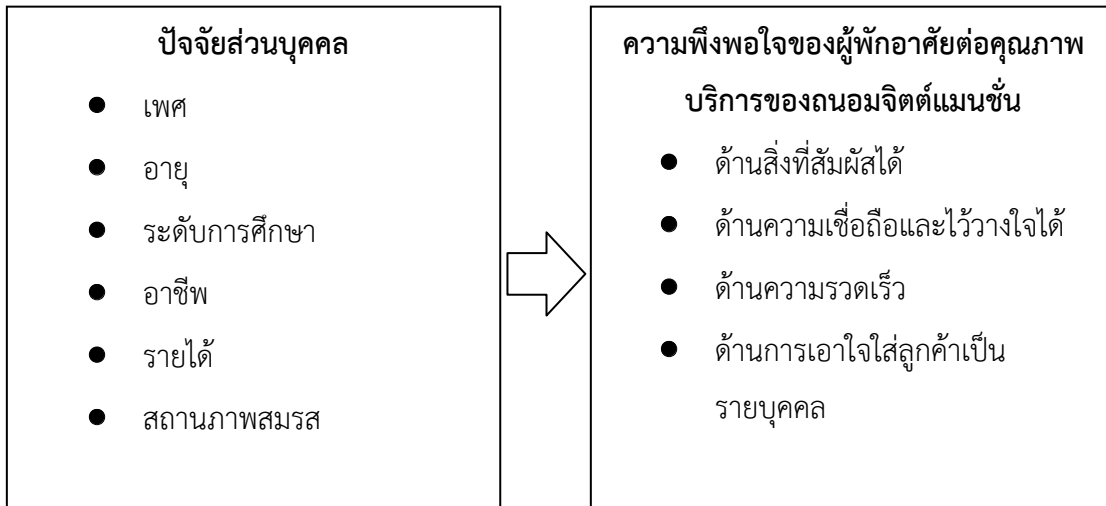 ปัจจัยส่วนบุคคล
● เพศ
● อายุ
● ระดับการศึกษา
● อาชีพ
● รายได้
● สถานภาพสมรส
ความพึงพอใจของผู้พักอาศัยต่อคุณภาพ
บริการของถนอมจิตต์แมนชั่น
● ด้านสิ่งที่สัมผัสได้
● ด้านความเชื่อถือและไว้วางใจได้
● ด้านความรวดเร็ว
● ด้านการเอาใจใส่ลูกค้าเป็น
รายบุคคล